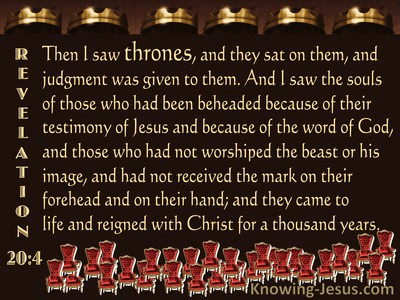 REVELATION
20:4
Then I saw thrones, and they sat on them, and
judgment was given to them. And I saw the souls
of those who had been beheaded because of their
testimony of Jesus and because of the word of God,
and those who had not worshiped the beast or his
image, and had not received the mark on their
forehead and on their hand; and they came to
life and reigned with Christ for a thousand years.
Knowing-Jesus.com